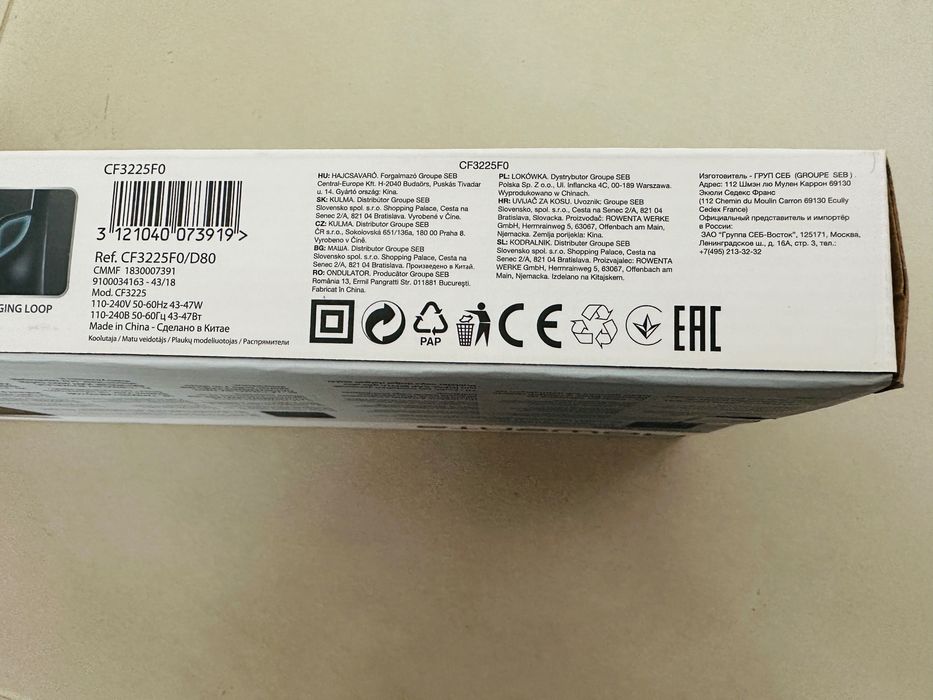 CF3225F0
3 121040 073919 >
Ref. CF3225F0/D80
CMMF 1830007391
9100034163 - 43/18
Mod. CF3225
110-240V 50-60Hz 43-47W
110-240В 50-60Гц 43-47Вт
Made in China - Сделано в Китае
Koolutaja / Matu veidotājs / Plaukų modeliuotojas / Распрямители
GING LOOP
CF3225F0
HU: HAJCSAVARÓ. Forgalmazó Groupe SEB
Central-Europe Kft. H-2040 Budaörs, Puskás Tivadar
u. 14. Gyártó ország: Kína.
SK: KULMA. Distribútor Groupe SEB
Slovensko spol. s.r.o. Shopping Palace, Cesta na
Senec 2/A, 821 04 Bratislava. Vyrobené v Číne.
CZ: KULMA. Distributor Groupe SEB
ČR s.r.o., Sokolovská 651/136a, 180 00 Praha 8.
Vyrobeno v Číně.
BG: МАША. Distributor Groupe SEB
Slovensko spol. s.r.o. Shopping Palace, Cesta na
Senec 2/A, 821 04 Bratislava. Произведено в Китай.
RO: ONDULATOR. Producător Groupe SEB
România 13, Ermil Pangratti Str. 011882 Bucureşti.
Fabricat în China.
PL: LOKÓWKA. Dystrybutor Groupe SEB
Polska Sp. Z o.o., Ul. Inflancka 4C, 00-189 Warszawa.
Wyprodukowano w Chinach.
HR: UVIJAČ ZA KOSU. Uvoznik: Groupe SEB
Slovensko, spol. s.r.o., Cesta na Senec 2/A, 821 04
Bratislava, Slovacka. Proizvođač: ROWENTA WERKE
GmbH, Herrnrainweg 5, 63067, Offenbach am Main,
Njemacka. Zemlja porijekla: Kina.
SL: KODRALNIK. Distributer Groupe SEB
Slovensko, spol. s.r.o. Shopping Palace, Cesta na
Senec 2/A, 821 04 Bratislava. Proizvajalec: ROWENTA
WERKE GmbH, Herrnrainweg 5, 63067, Offenbach am
Main, Njemacka. Izdelano na Kitajskem.
Изготовитель - ГРУП СЕБ (GROUPE SEB).
Адрес: 112 Шмэн лю Мулен Каррон 69130
Экюли Седекс Франс
(112 Chemin du Moulin Carron 69130 Ecully
Cedex France)
Официальный представитель и импортёр
в России:
ЗАО "Группа СЕБ-Восток", 125171, Москва,
Ленинградское ш., д. 16А, стр. 3, тел.:
+7(495) 213-32-32
PAP
CE
EAC